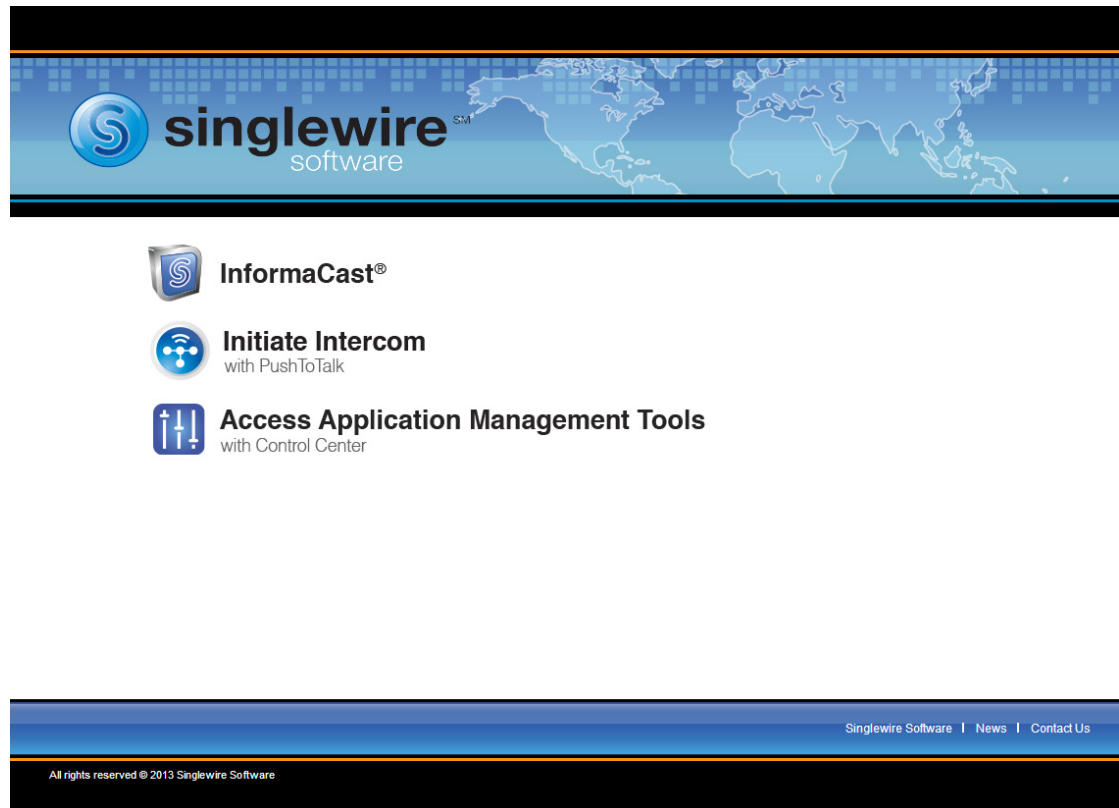 singlewire SM
software
InformaCast®
Initiate Intercom
with PushToTalk
Access Application Management Tools
with Control Center
Singlewire Software | News | Contact Us
All rights reserved © 2013 Singlewire Software